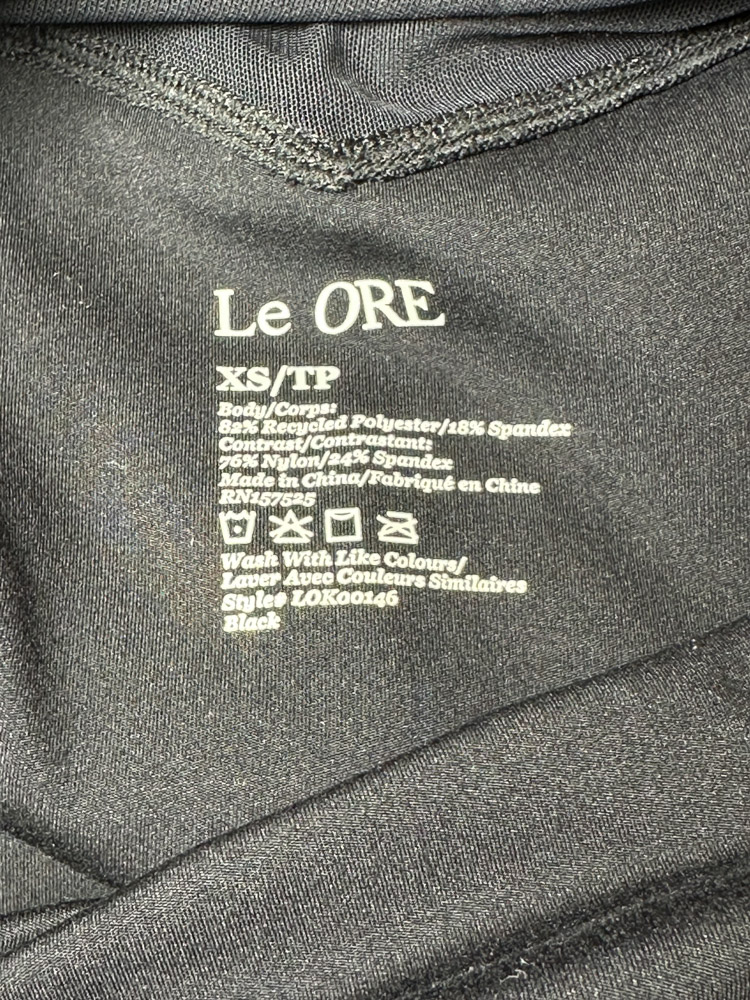 Le ORE
XS/TP
Body/Corps:
82% Recycled Polyester/18% Spandex
Contrast/Contrastant:
76% Nylon/24% Spandex
Made in China/Fabriqué en Chine
RN157525
Wash With Like Colours/
Laver Avec Couleurs Similaires
Style# LOK00146
Black